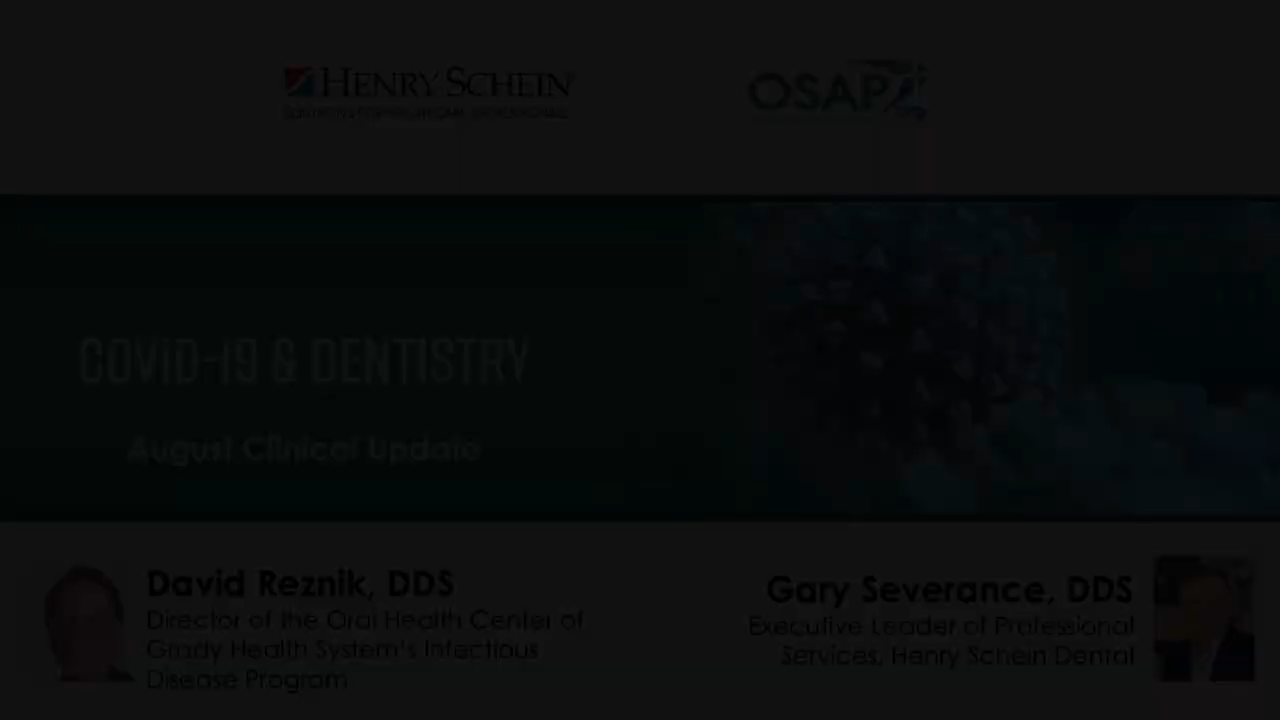 HENRY SCHEIN®
OSAP
.org
COVID-19 & DENTISTRY
August Clinical Update
David Reznik, DDS
Director of the Oral Health Center of
Grady Health System's Infectious
Disease Program
Gary Severance, DDS
Executive Leader of Professional
Services, Henry Schein Dental